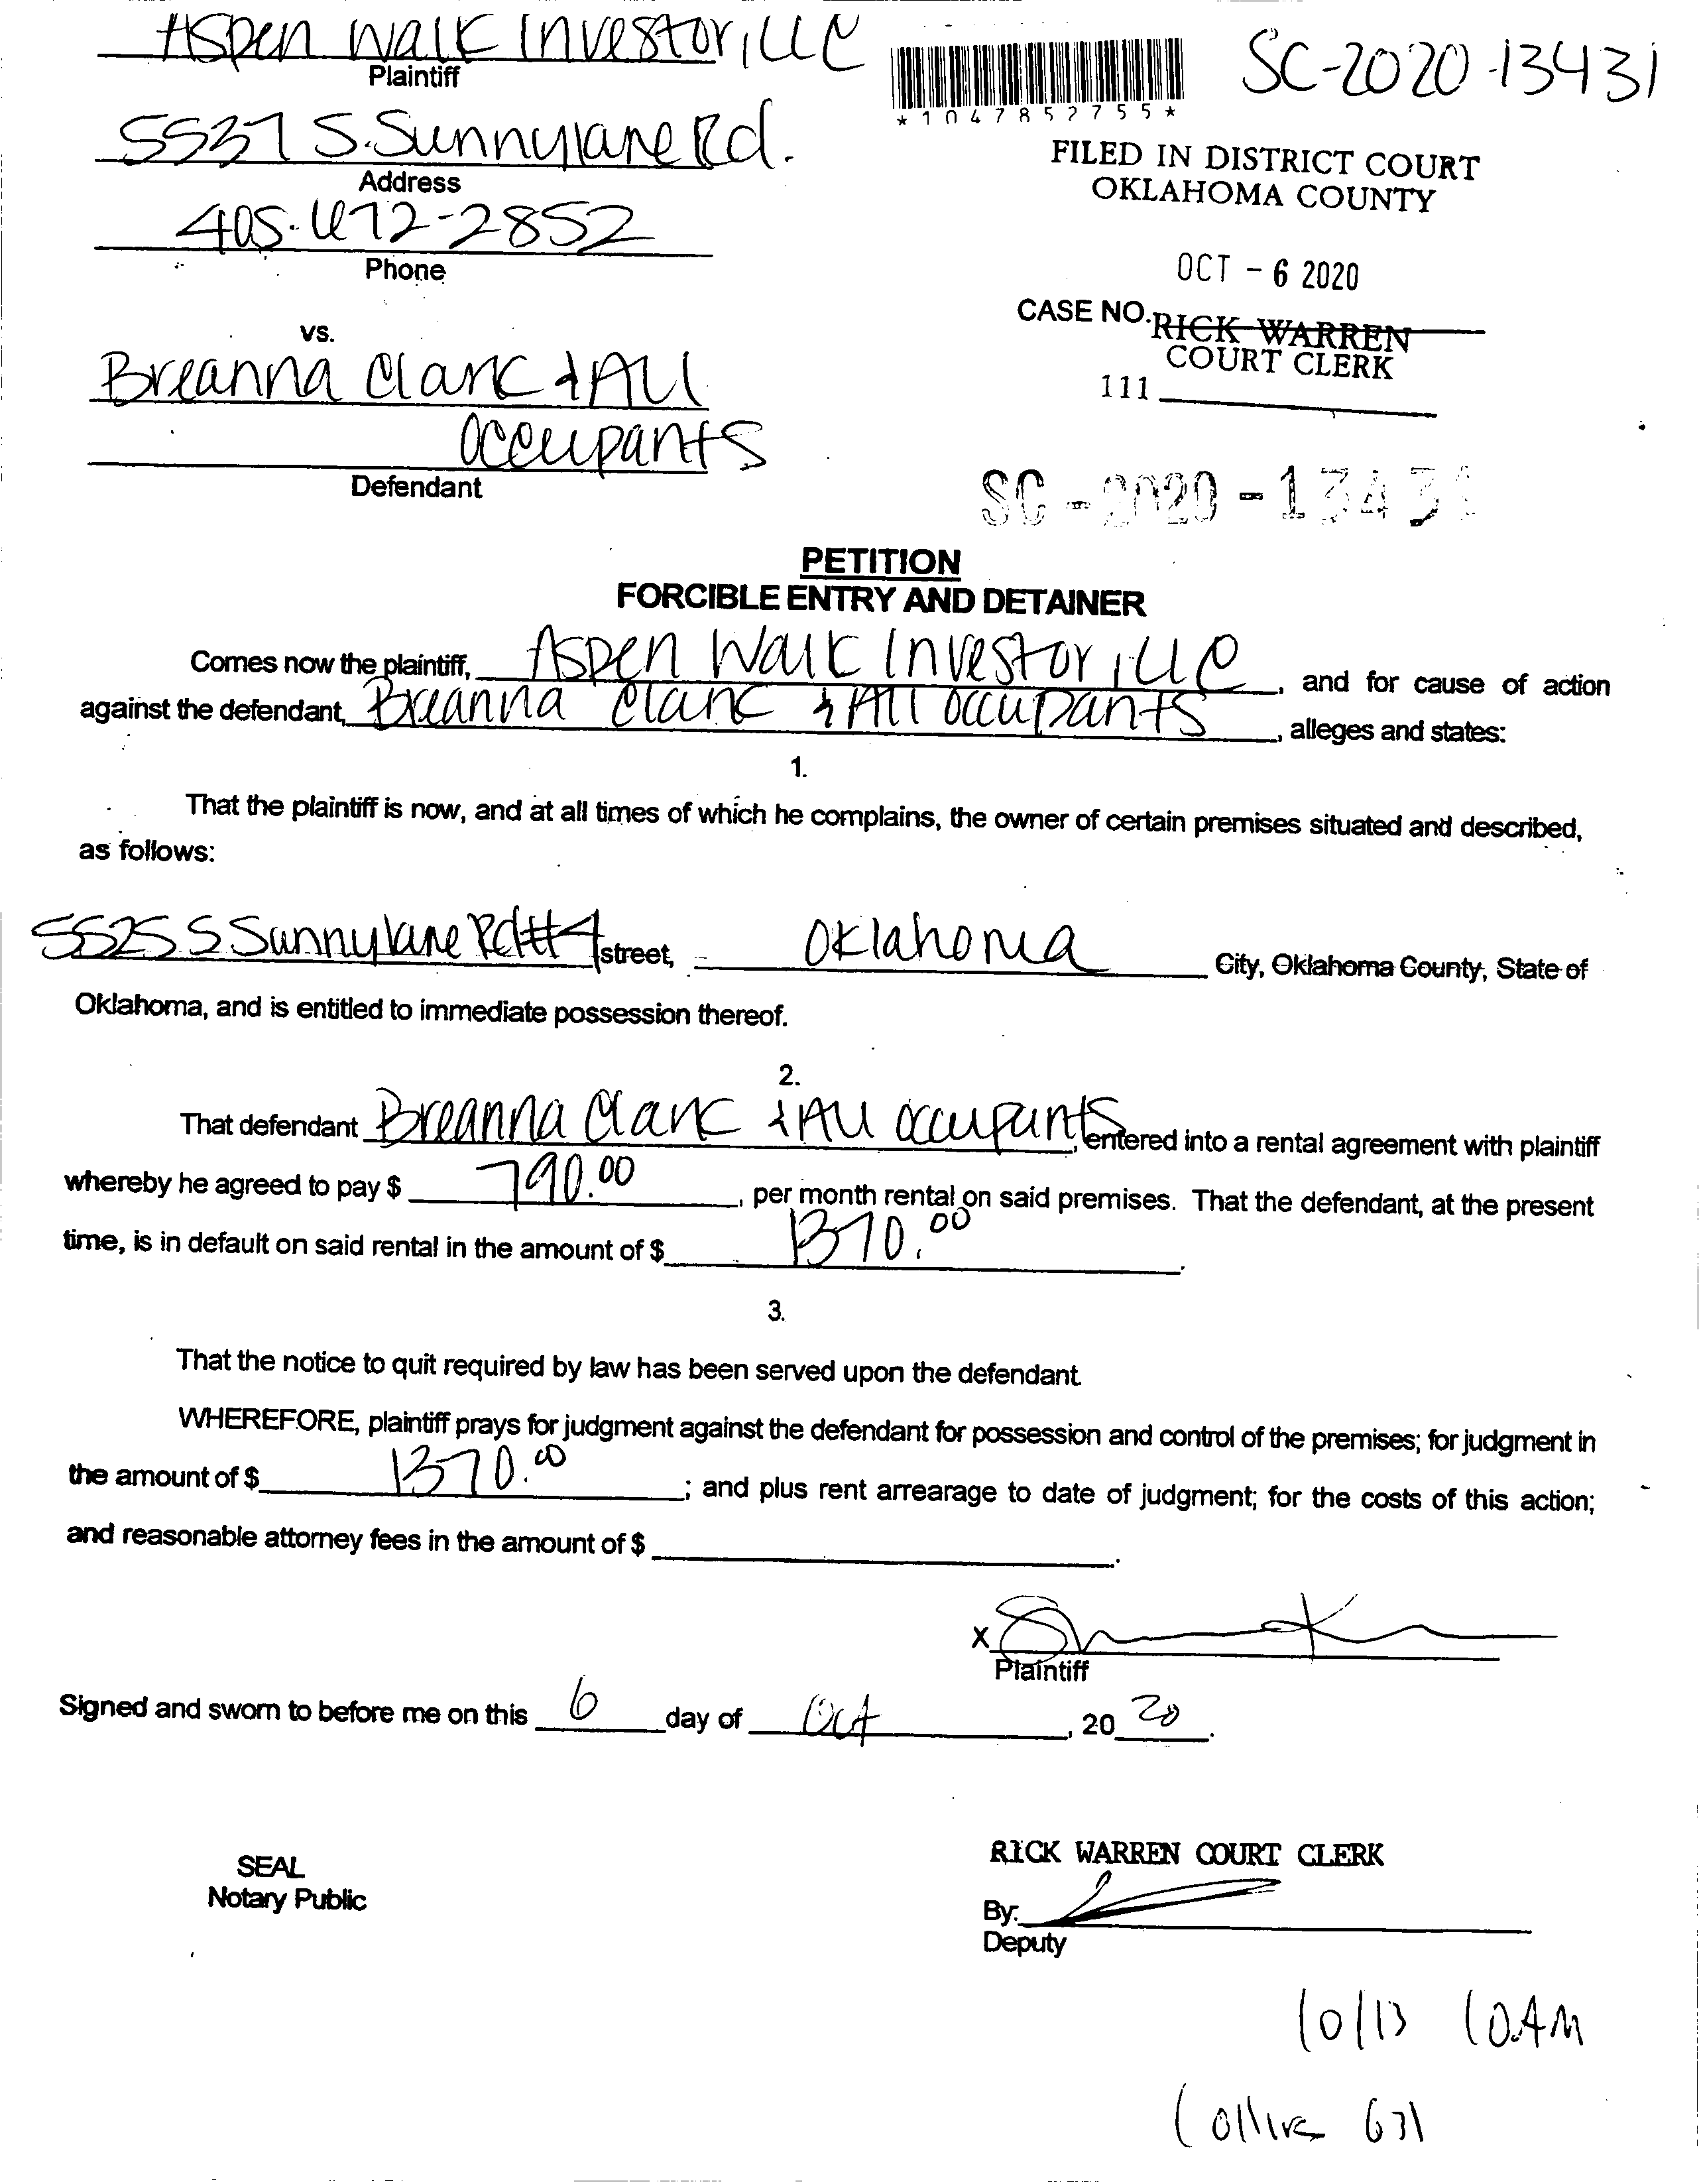 Aspen Walk Investor, LLC
Plaintiff
SC-2020-13431
*1047852755*
5537 S. Sunnylane Rd.
Address
FILED IN DISTRICT COURT
OKLAHOMA COUNTY
405-672-2852
Phone
OCT - 6 2020
CASE NO.
RICK WARREN
COURT CLERK
111
vs.
Breanna Clark & All
Occupants
Defendant
SC - 2020 - 13431
PETITION
FORCIBLE ENTRY AND DETAINER
Comes now the plaintiff, Aspen Walk Investor, LLC, and for cause of action
against the defendant, Breanna Clark & All occupants, alleges and states:
1.
That the plaintiff is now, and at all times of which he complains, the owner of certain premises situated and described,
as follows:
5525 S Sunnylane Rd #4 street, Oklahoma City, Oklahoma County, State of
Oklahoma, and is entitled to immediate possession thereof.
2.
That defendant Breanna Clark & All occupants, entered into a rental agreement with plaintiff
whereby he agreed to pay $ 790.00, per month rental on said premises. That the defendant, at the present
time, is in default on said rental in the amount of $ 1370.00.
3.
That the notice to quit required by law has been served upon the defendant.
WHEREFORE, plaintiff prays for judgment against the defendant for possession and control of the premises; for judgment in
the amount of $ 1370.00; and plus rent arrearage to date of judgment; for the costs of this action;
and reasonable attorney fees in the amount of $ .
X
Plaintiff
Signed and sworn to before me on this 6 day of Oct, 20 20.
SEAL
Notary Public
RICK WARREN COURT CLERK
By:
Deputy
10/13 10AM
631